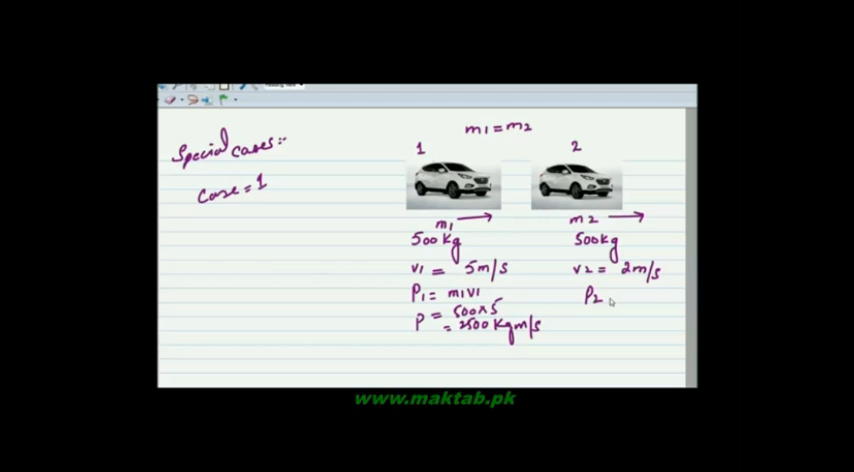 Special cases :-
Case = 1
m1 = m2
1
2
m1
m2
500 kg
500 kg
v1 = 5 m/s
v2 = 2 m/s
P1 = m1v1
P2
P = 500 x 5
= 2500 Kg m/s
www.maktab.pk